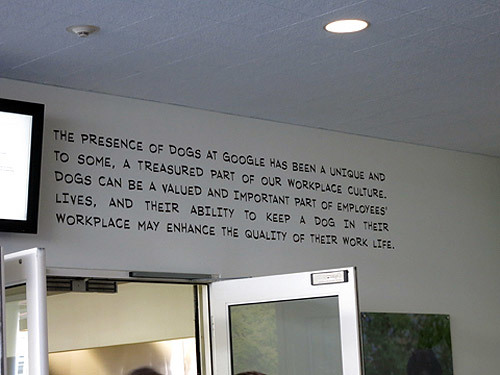 THE PRESENCE OF DOGS AT GOOGLE HAS BEEN A UNIQUE AND
TO SOME, A TREASURED PART OF OUR WORKPLACE CULTURE.
DOGS CAN BE A VALUED AND IMPORTANT PART OF EMPLOYEES'
LIVES, AND THEIR ABILITY TO KEEP A DOG IN THEIR
WORKPLACE MAY ENHANCE THE QUALITY OF THEIR WORK LIFE.